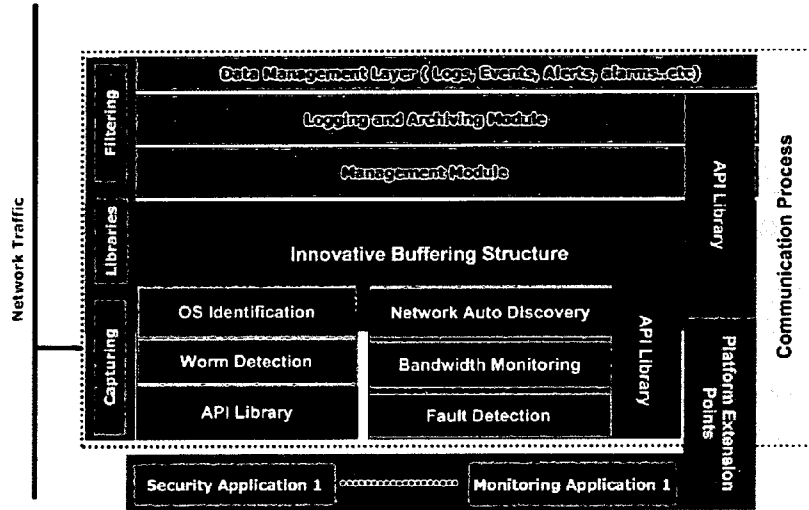 Data Management Layer ( Logs, Events, Alerts, alarms..etc)
Filtering
Logging and Archiving Module
Management Module
API Library
Libraries
Innovative Buffering Structure
Capturing
OS Identification
Network Auto Discovery
Worm Detection
Bandwidth Monitoring
API Library
Fault Detection
API Library
Platform Extension
Points
Security Application 1
Monitoring Application 1
Network Traffic
Communication Process